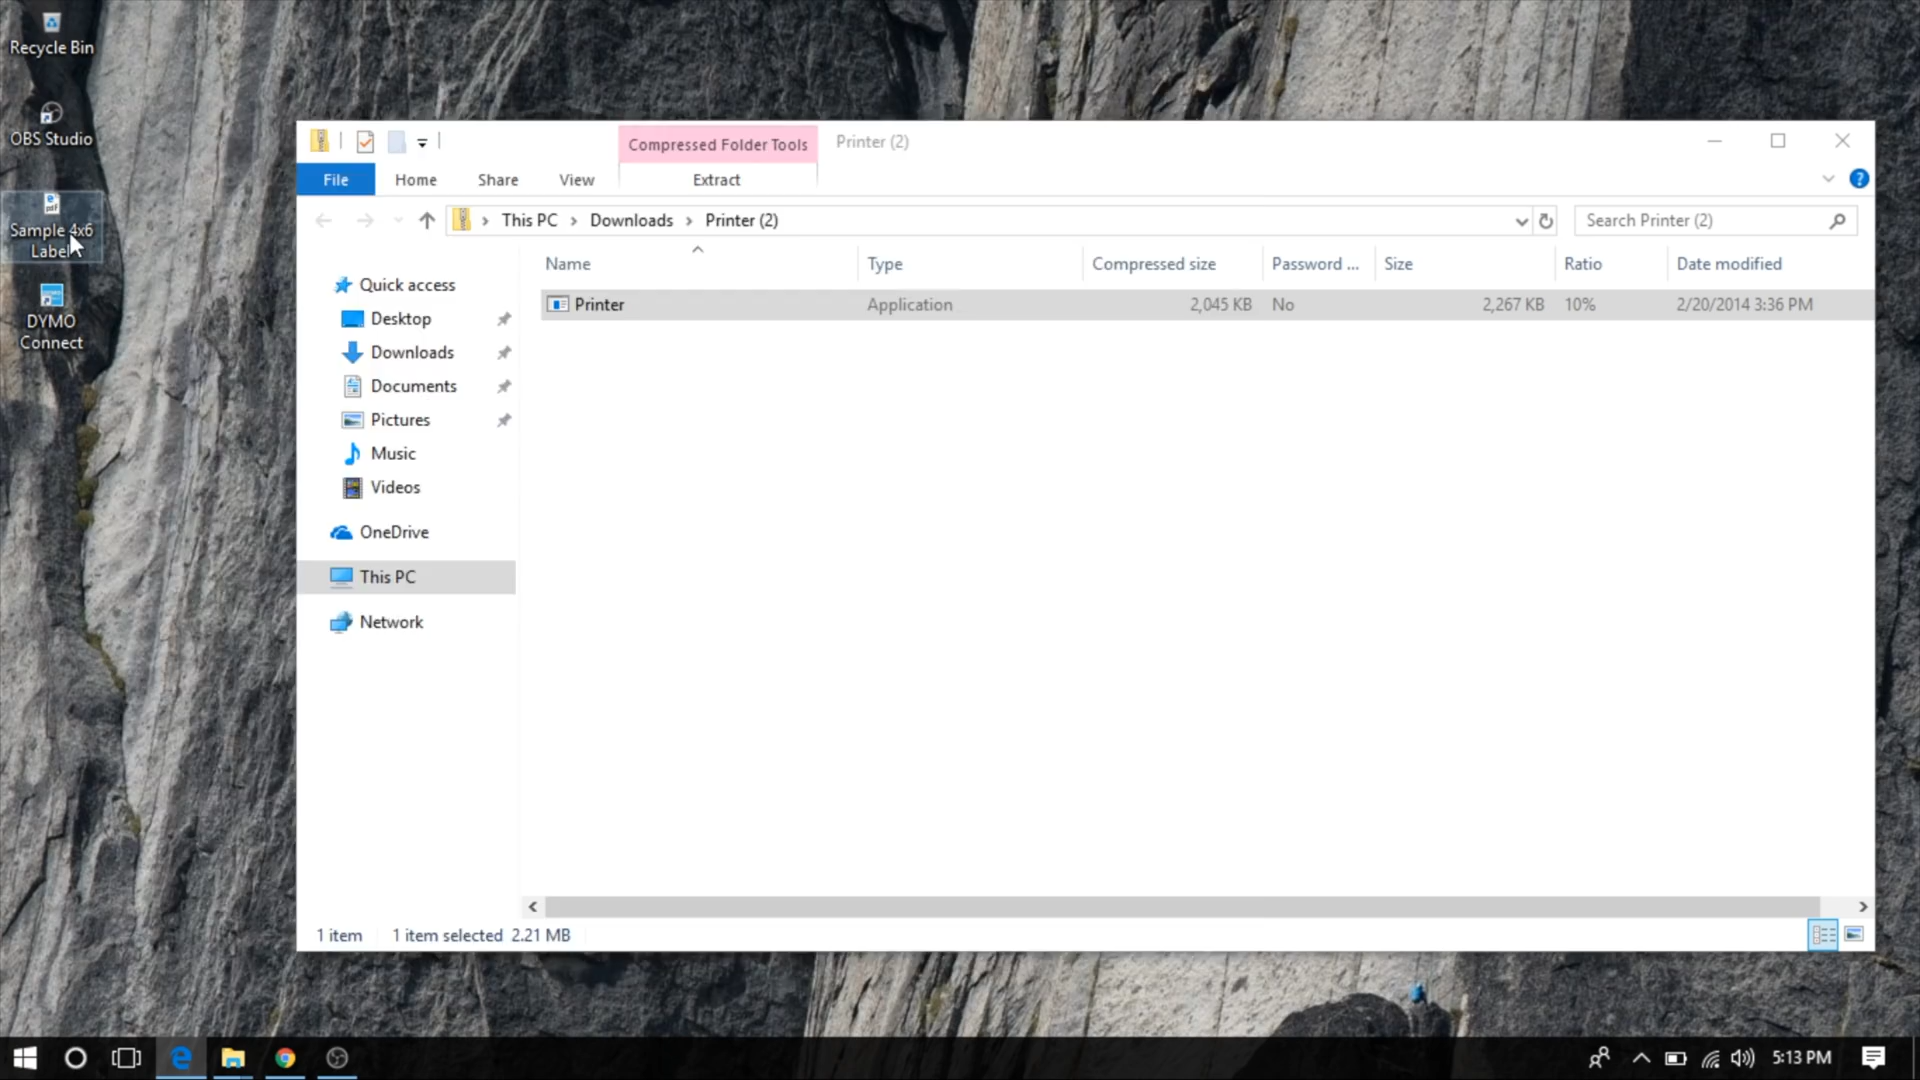 Recycle Bin
OBS Studio
Sample 4x6
Label
DYMO
Connect
Compressed Folder Tools
Printer (2)
File
Home
Share
View
Extract
This PC
Downloads
Printer (2)
Search Printer (2)
Name
Type
Compressed size
Password ...
Size
Ratio
Date modified
Printer
Application
2,045 KB
No
2,267 KB
10%
2/20/2014 3:36 PM
Quick access
Desktop
Downloads
Documents
Pictures
Music
Videos
OneDrive
This PC
Network
1 item
1 item selected 2.21 MB
5:13 PM